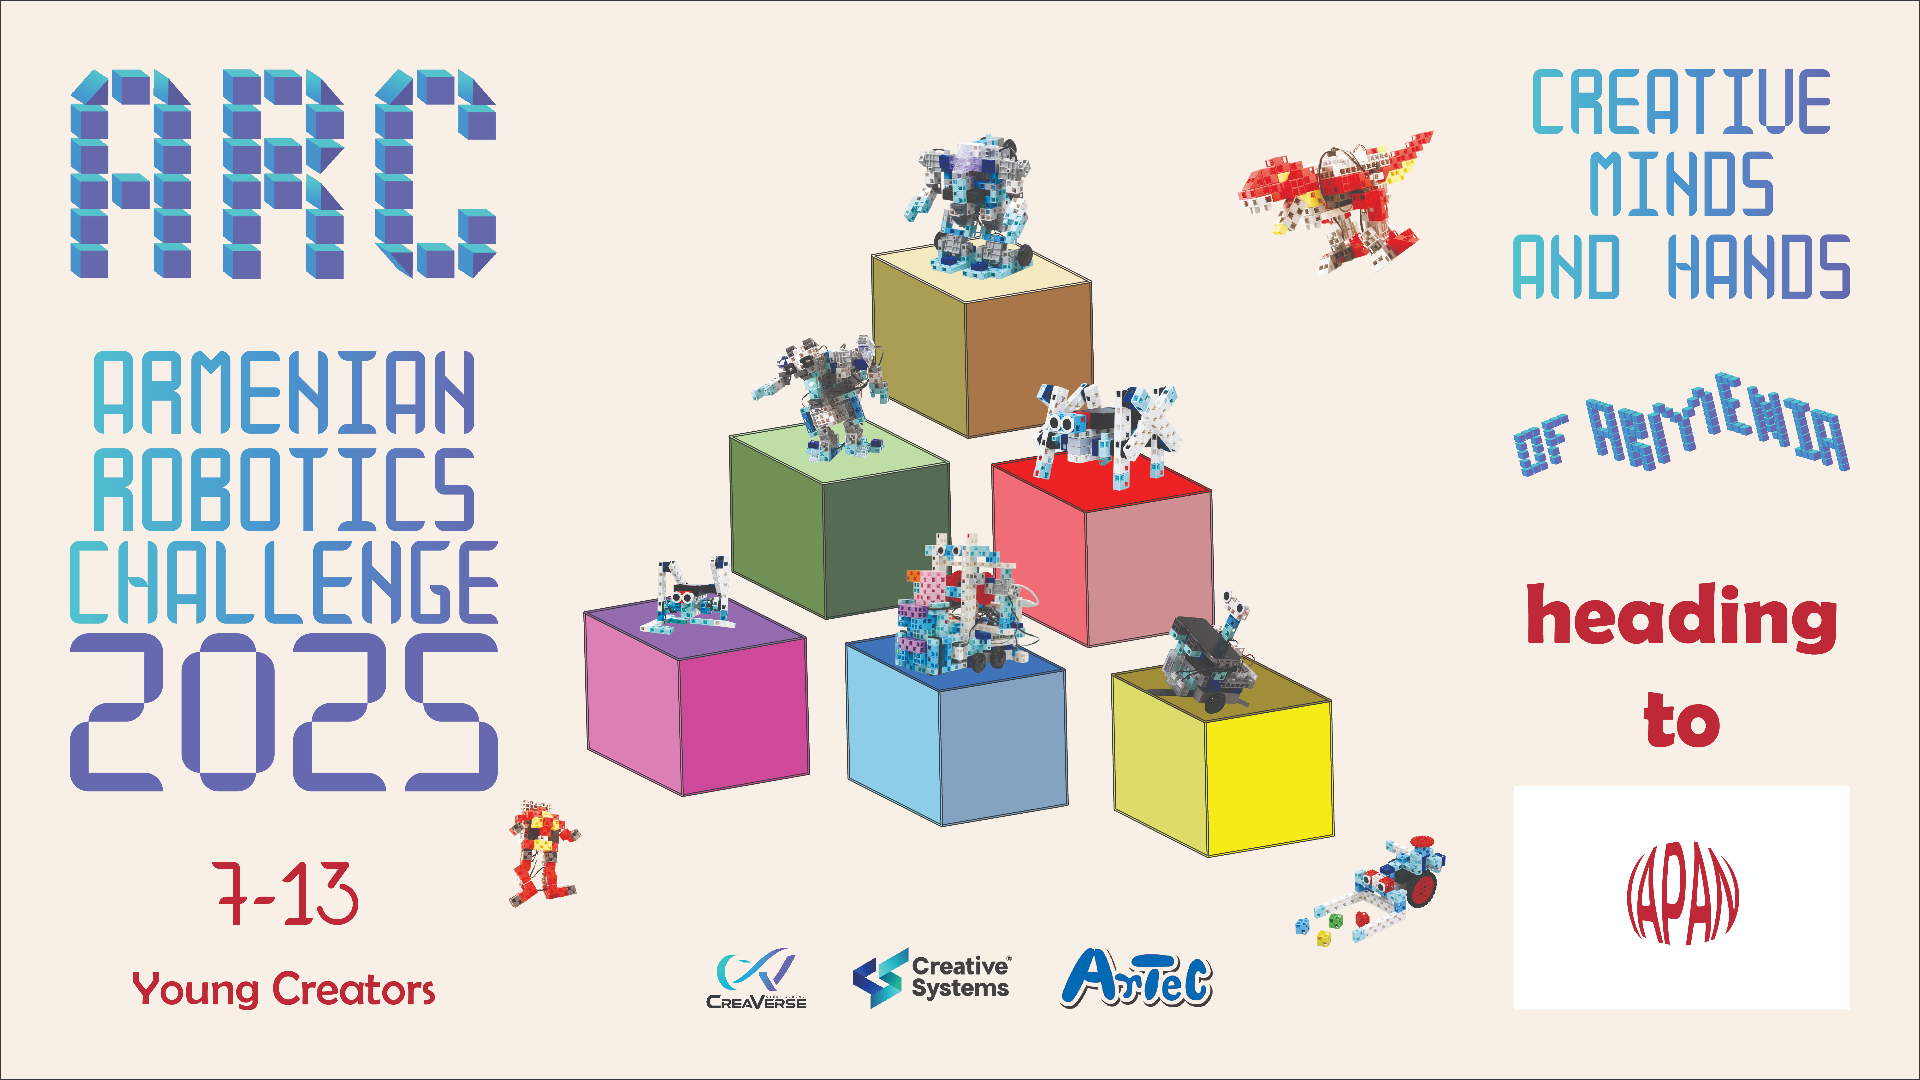 ARC
ARMENIAN
ROBOTICS
CHALLENGE
2025
7-13
Young Creators
CREATIVE
MINDS
AND HANDS
OF ARMENIA
heading
to
JAPAN
CREAVERSE
Creative
Systems
ArTeC